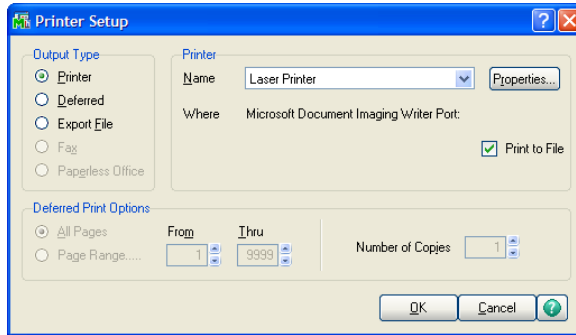 Printer Setup
Output Type
Printer
Deferred
Export File
Fax
Paperless Office
Printer
Name Laser Printer Properties...
Where Microsoft Document Imaging Writer Port:
Print to File
Deferred Print Options
All Pages From Thru
1 9999 Number of Copies 1
Page Range.....
OK Cancel ?